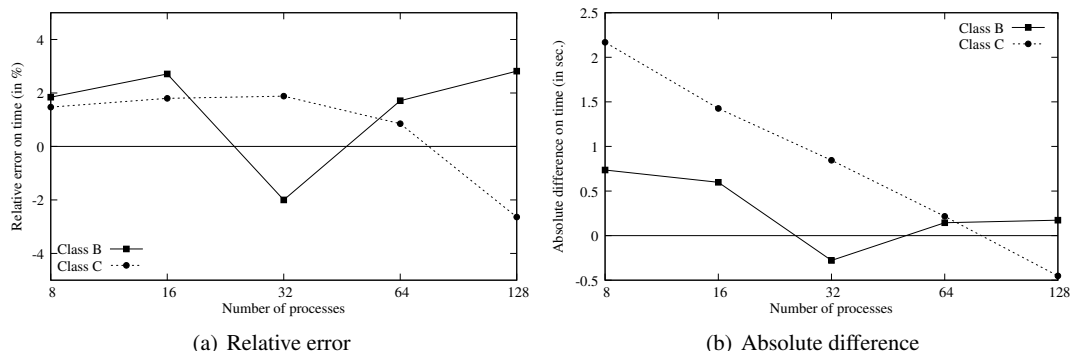 Relative error on time (in %)
4
2
0
-2
-4
Class B
Class C
8
16
32
64
128
Number of processes
(a) Relative error
Absolute difference on time (in sec.)
2.5
2
1.5
1
0.5
0
-0.5
Class B
Class C
8
16
32
64
128
Number of processes
(b) Absolute difference